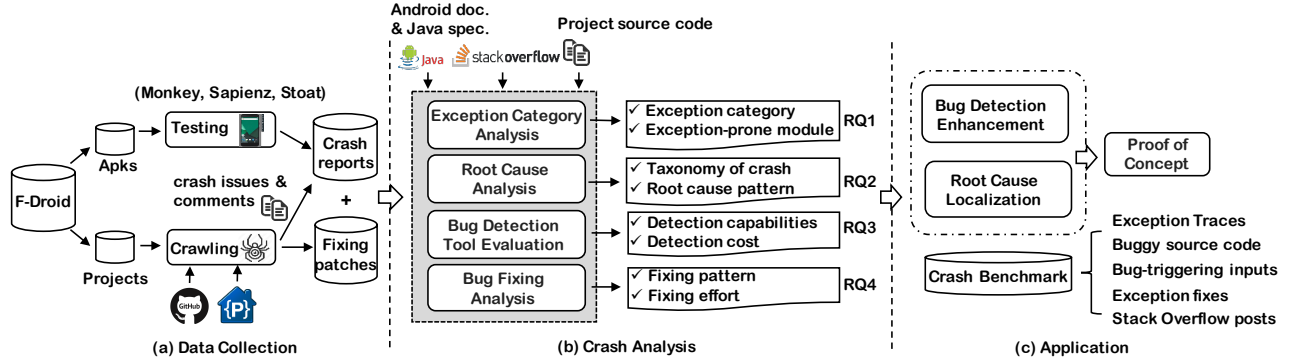 F-Droid
Apks
Projects
(Monkey, Sapienz, Stoat)
Testing
crash issues &
comments
Crawling
GitHub
{P}
Crash
reports
+
Fixing
patches
(a) Data Collection
Android doc.
& Java spec.
Java
stackoverflow
Project source code
Exception Category
Analysis
✓ Exception category
✓ Exception-prone module
RQ1
Root Cause
Analysis
✓ Taxonomy of crash
✓ Root cause pattern
RQ2
Bug Detection
Tool Evaluation
✓ Detection capabilities
✓ Detection cost
RQ3
Bug Fixing
Analysis
✓ Fixing pattern
✓ Fixing effort
RQ4
(b) Crash Analysis
Bug Detection
Enhancement
Root Cause
Localization
Proof of
Concept
Crash Benchmark
Exception Traces
Buggy source code
Bug-triggering inputs
Exception fixes
Stack Overflow posts
(c) Application